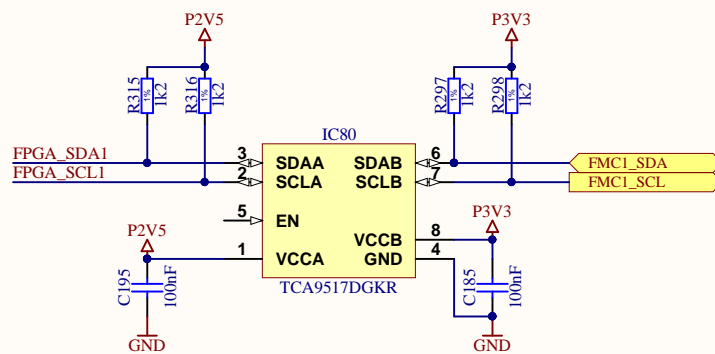 P2V5
P3V3
R315
1%
1k2
R316
1%
1k2
R297
1%
1k2
R298
1%
1k2
IC80
FPGA_SDA1
3
SDAA
SDAB
6
FMC1_SDA
FPGA_SCL1
2
SCLA
SCLB
7
FMC1_SCL
5
EN
P2V5
P3V3
VCCB
8
1
VCCA
GND
4
C195
100nF
TCA9517DGKR
C185
100nF
GND
GND